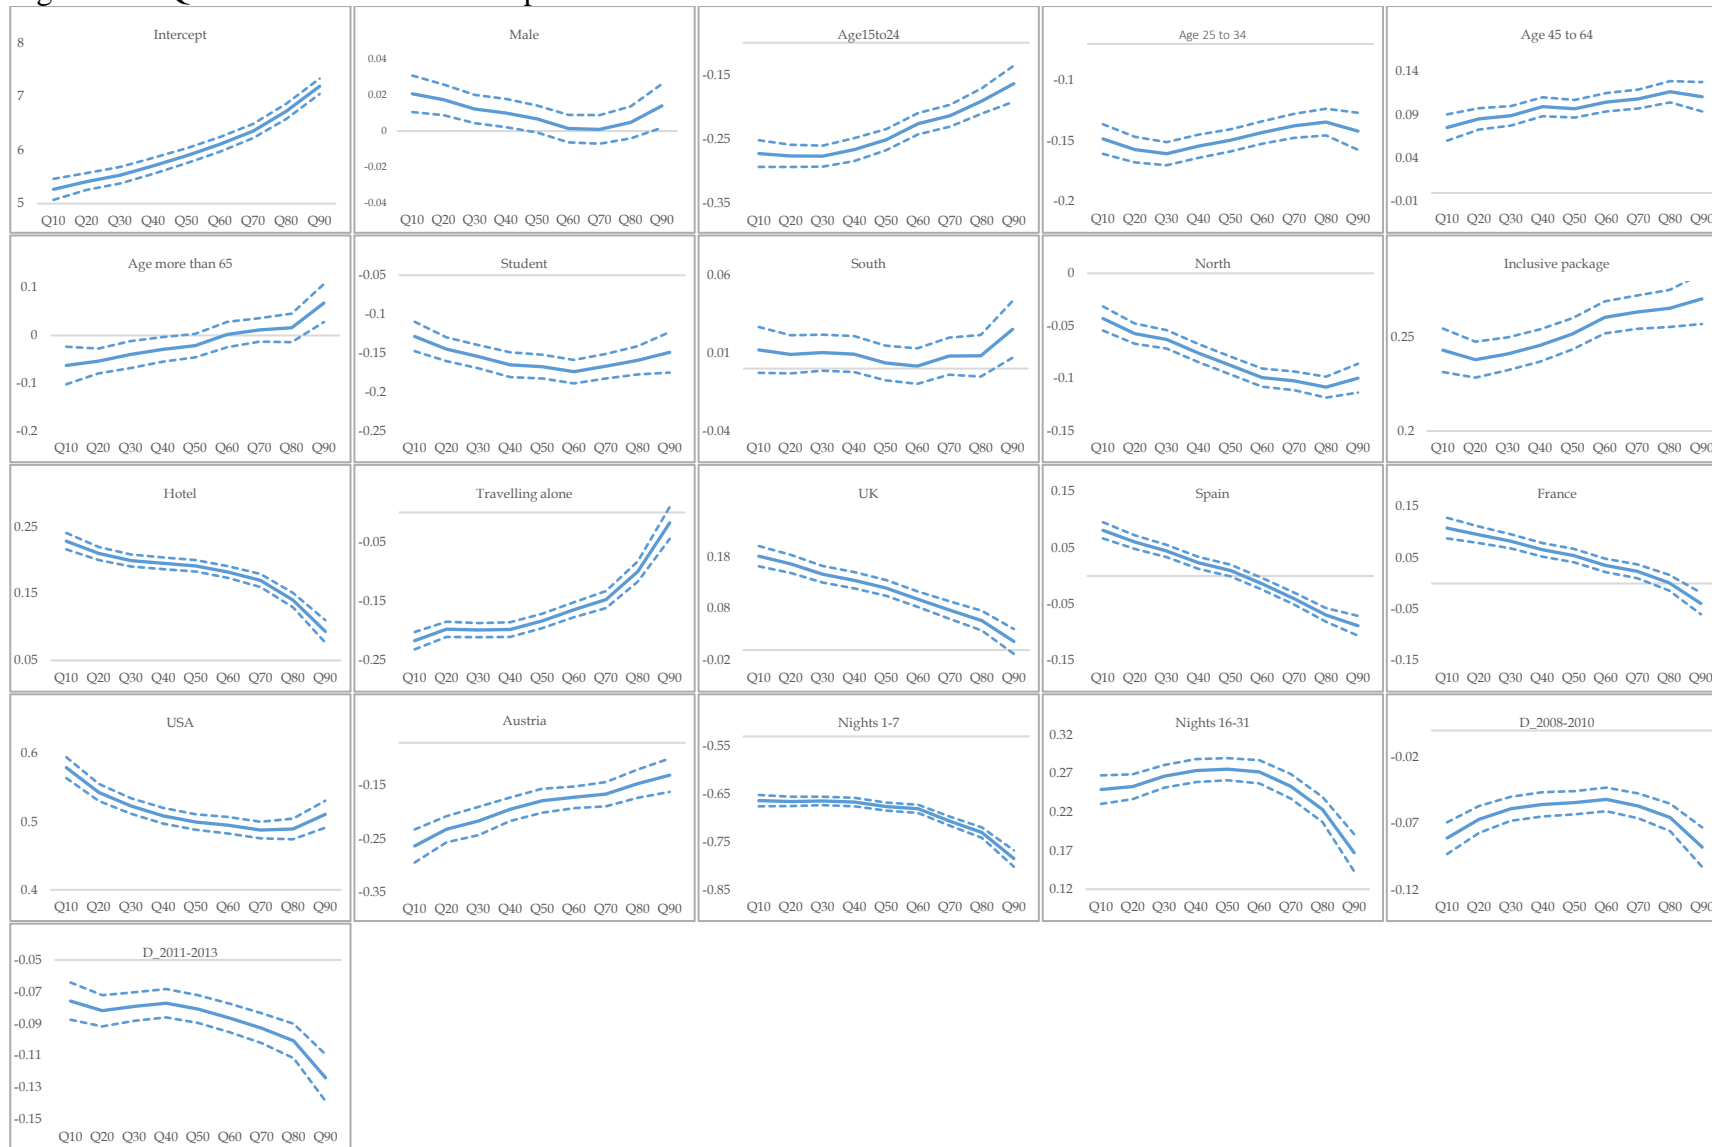 Intercept
8
7
6
5
Q10 Q20 Q30 Q40 Q50 Q60 Q70 Q80 Q90
Male
0.04
0.02
0
-0.02
-0.04
Q10 Q20 Q30 Q40 Q50 Q60 Q70 Q80 Q90
Age15to24
-0.15
-0.25
-0.35
Q10 Q20 Q30 Q40 Q50 Q60 Q70 Q80 Q90
Age 25 to 34
-0.1
-0.15
-0.2
Q10 Q20 Q30 Q40 Q50 Q60 Q70 Q80 Q90
Age 45 to 64
0.14
0.09
0.04
-0.01
Q10 Q20 Q30 Q40 Q50 Q60 Q70 Q80 Q90
Age more than 65
0.1
0
-0.1
-0.2
Q10 Q20 Q30 Q40 Q50 Q60 Q70 Q80 Q90
Student
-0.05
-0.1
-0.15
-0.2
-0.25
Q10 Q20 Q30 Q40 Q50 Q60 Q70 Q80 Q90
South
0.06
0.01
-0.04
Q10 Q20 Q30 Q40 Q50 Q60 Q70 Q80 Q90
North
0
-0.05
-0.1
-0.15
Q10 Q20 Q30 Q40 Q50 Q60 Q70 Q80 Q90
Inclusive package
0.25
0.2
Q10 Q20 Q30 Q40 Q50 Q60 Q70 Q80 Q90
Hotel
0.25
0.15
0.05
Q10 Q20 Q30 Q40 Q50 Q60 Q70 Q80 Q90
Travelling alone
-0.05
-0.15
-0.25
Q10 Q20 Q30 Q40 Q50 Q60 Q70 Q80 Q90
UK
0.18
0.08
-0.02
Q10 Q20 Q30 Q40 Q50 Q60 Q70 Q80 Q90
Spain
0.15
0.05
-0.05
-0.15
Q10 Q20 Q30 Q40 Q50 Q60 Q70 Q80 Q90
France
0.15
0.05
-0.05
-0.15
Q10 Q20 Q30 Q40 Q50 Q60 Q70 Q80 Q90
USA
0.6
0.5
0.4
Q10 Q20 Q30 Q40 Q50 Q60 Q70 Q80 Q90
Austria
-0.15
-0.25
-0.35
Q10 Q20 Q30 Q40 Q50 Q60 Q70 Q80 Q90
Nights 1-7
-0.55
-0.65
-0.75
-0.85
Q10 Q20 Q30 Q40 Q50 Q60 Q70 Q80 Q90
Nights 16-31
0.32
0.27
0.22
0.17
0.12
Q10 Q20 Q30 Q40 Q50 Q60 Q70 Q80 Q90
D_2008-2010
-0.02
-0.07
-0.12
Q10 Q20 Q30 Q40 Q50 Q60 Q70 Q80 Q90
D_2011-2013
-0.05
-0.07
-0.09
-0.11
-0.13
-0.15
Q10 Q20 Q30 Q40 Q50 Q60 Q70 Q80 Q90